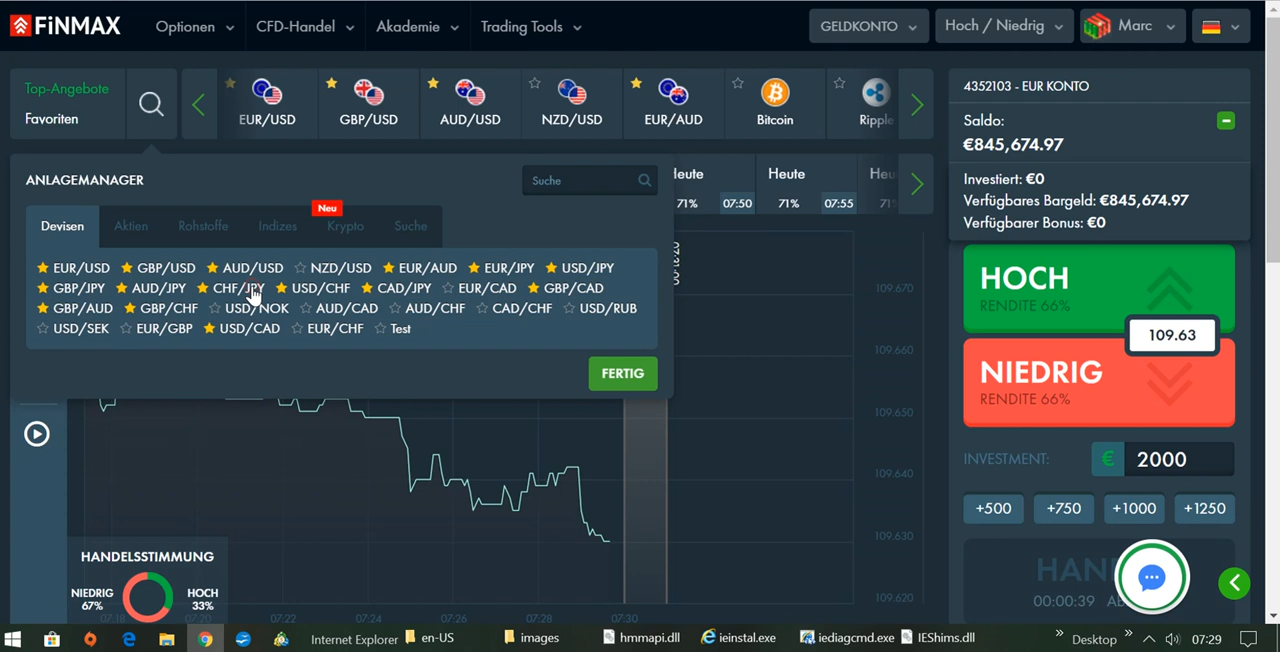 FiNMAX
Optionen
CFD-Handel
Akademie
Trading Tools
GELDKONTO
Hoch / Niedrig
Marc
Top-Angebote
Favoriten
EUR/USD
GBP/USD
AUD/USD
NZD/USD
EUR/AUD
Bitcoin
Ripple
4352103 - EUR KONTO
Saldo:
€845,674.97
Investiert: €0
Verfügbares Bargeld: €845,674.97
Verfügbarer Bonus: €0
ANLAGEMANAGER
Suche
Heute
71%
07:50
Heute
71%
07:55
Neu
Devisen
Aktien
Rohstoffe
Indizes
Krypto
Suche
EUR/USD GBP/USD AUD/USD NZD/USD EUR/AUD EUR/JPY USD/JPY
GBP/JPY AUD/JPY CHF/JPY USD/CHF CAD/JPY EUR/CAD GBP/CAD
GBP/AUD GBP/CHF USD/NOK AUD/CAD AUD/CHF CAD/CHF USD/RUB
USD/SEK EUR/GBP USD/CAD EUR/CHF Test
FERTIG
109.670
109.660
109.650
109.640
109.630
109.620
HOCH
RENDITE 66%
109.63
NIEDRIG
RENDITE 66%
INVESTMENT:
€
2000
+500
+750
+1000
+1250
00:00:39
HANDELSSTIMMUNG
NIEDRIG
67%
HOCH
33%
07:18
07:20
07:22
07:24
07:26
07:28
07:30
Internet Explorer
en-US
images
hmmapi.dll
ieinstal.exe
iediagcmd.exe
IEShims.dll
Desktop
07:29